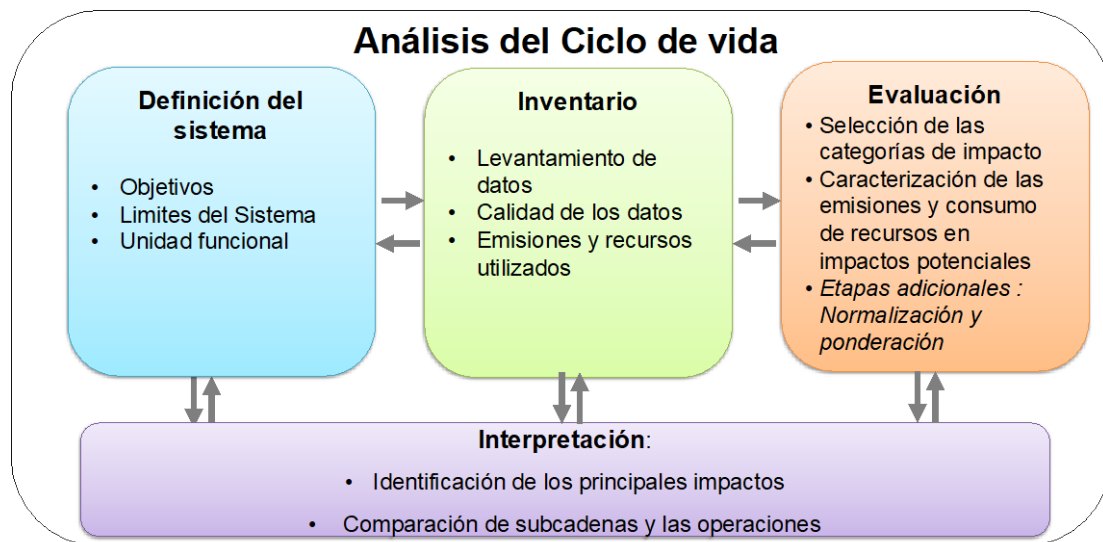 Análisis del Ciclo de vida
Definición del
sistema
• Objetivos
• Limites del Sistema
• Unidad funcional
Inventario
• Levantamiento de
datos
• Calidad de los datos
• Emisiones y recursos
utilizados
Evaluación
• Selección de las
categorías de impacto
• Caracterización de las
emisiones y consumo
de recursos en
impactos potenciales
• Etapas adicionales :
Normalización y
ponderación
Interpretación:
• Identificación de los principales impactos
• Comparación de subcadenas y las operaciones